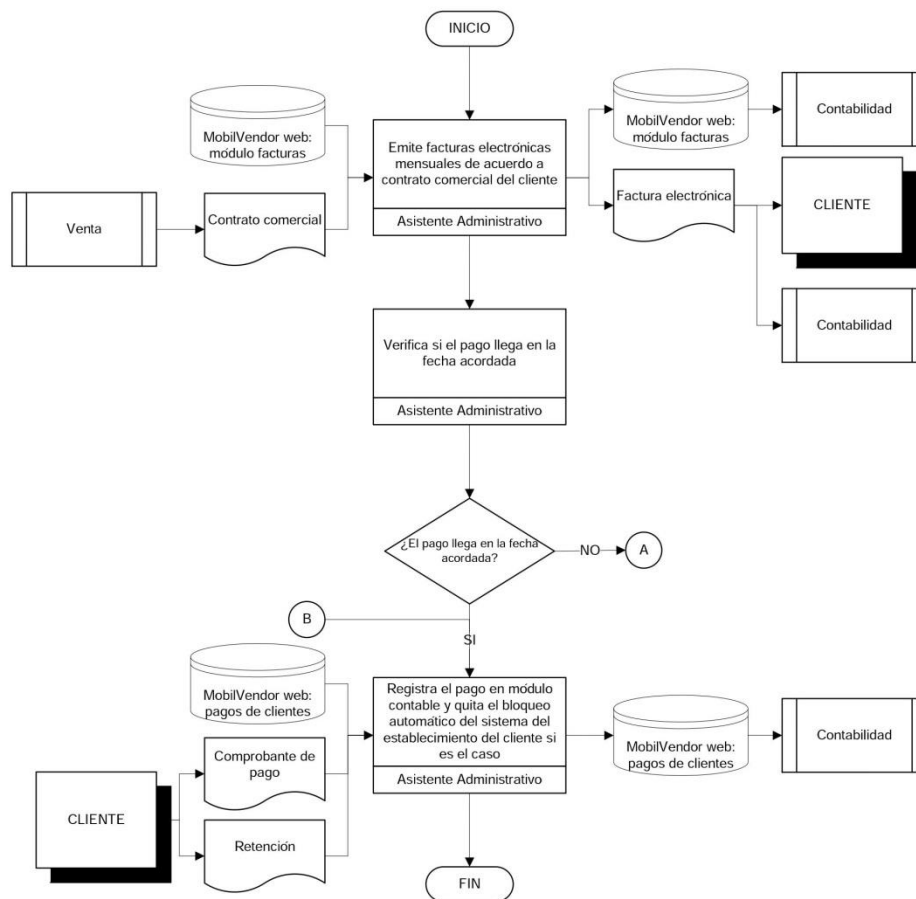 INICIO
MobilVendor web:
módulo facturas
Emite facturas electrónicas
mensuales de acuerdo a
contrato comercial del cliente
Asistente Administrativo
MobilVendor web:
módulo facturas
Contabilidad
Venta
Contrato comercial
Factura electrónica
CLIENTE
Contabilidad
Verifica si el pago llega en la
fecha acordada
Asistente Administrativo
¿El pago llega en la fecha
acordada?
NO
A
B
SI
MobilVendor web:
pagos de clientes
Registra el pago en módulo
contable y quita el bloqueo
automático del sistema del
establecimiento del cliente si
es el caso
Asistente Administrativo
MobilVendor web:
pagos de clientes
Contabilidad
Comprobante de
pago
CLIENTE
Retención
FIN